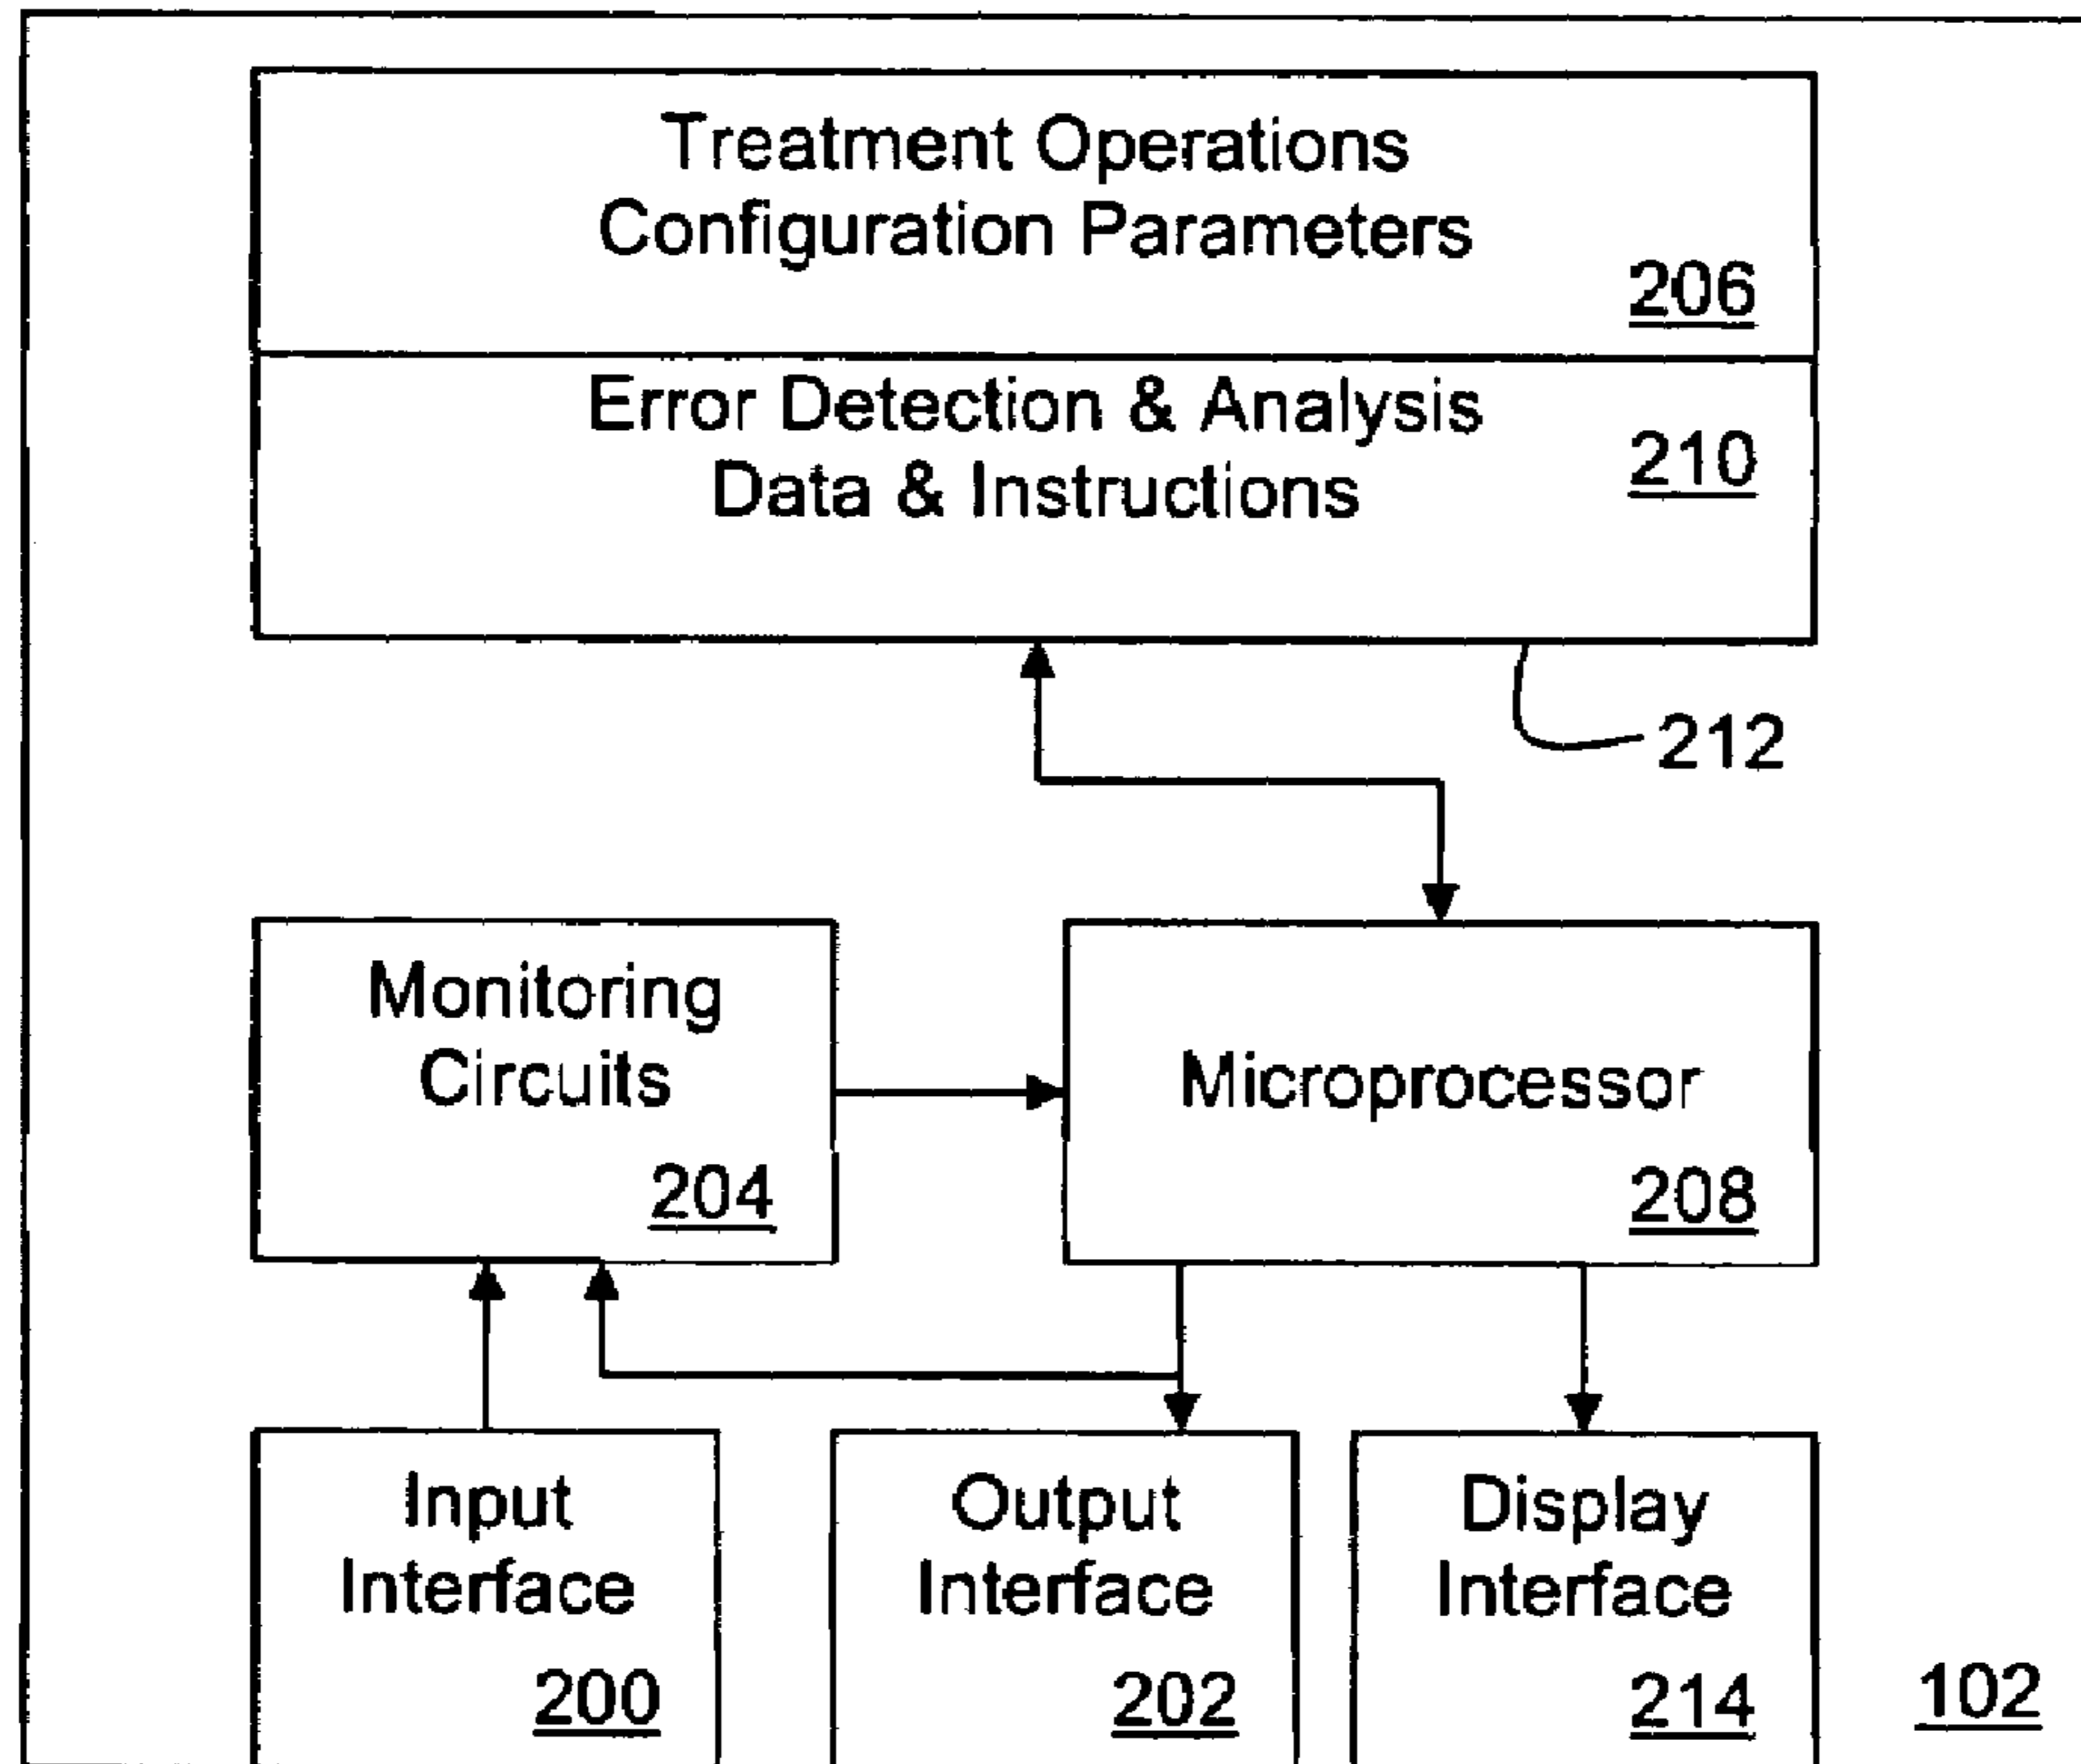 Treatment Operations
Configuration Parameters
206
Error Detection & Analysis
210
Data & Instructions
212
Monitoring
Circuits
204
Microprocessor
208
Input
Interface
200
Output
Interface
202
Display
Interface
214
102